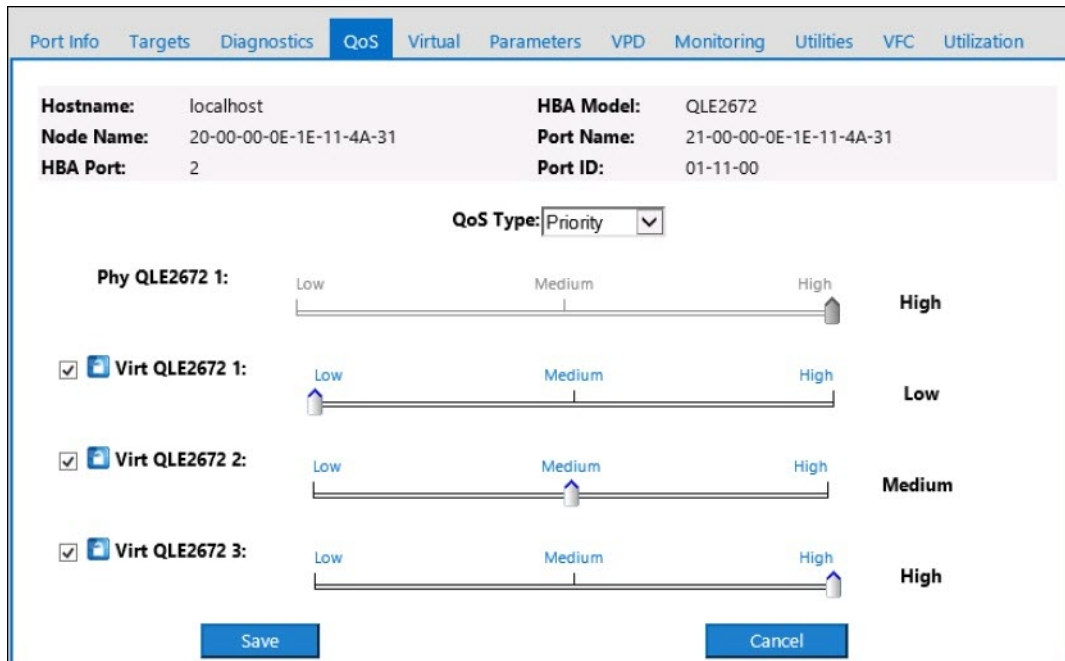 Port Info Targets Diagnostics QoS Virtual Parameters VPD Monitoring Utilities VFC Utilization
Hostname: localhost HBA Model: QLE2672
Node Name: 20-00-00-0E-1E-11-4A-31 Port Name: 21-00-00-0E-1E-11-4A-31
HBA Port: 2 Port ID: 01-11-00
QoS Type: Priority
Phy QLE2672 1: Low Medium High High
Virt QLE2672 1: Low Medium High Low
Virt QLE2672 2: Low Medium High Medium
Virt QLE2672 3: Low Medium High High
Save Cancel